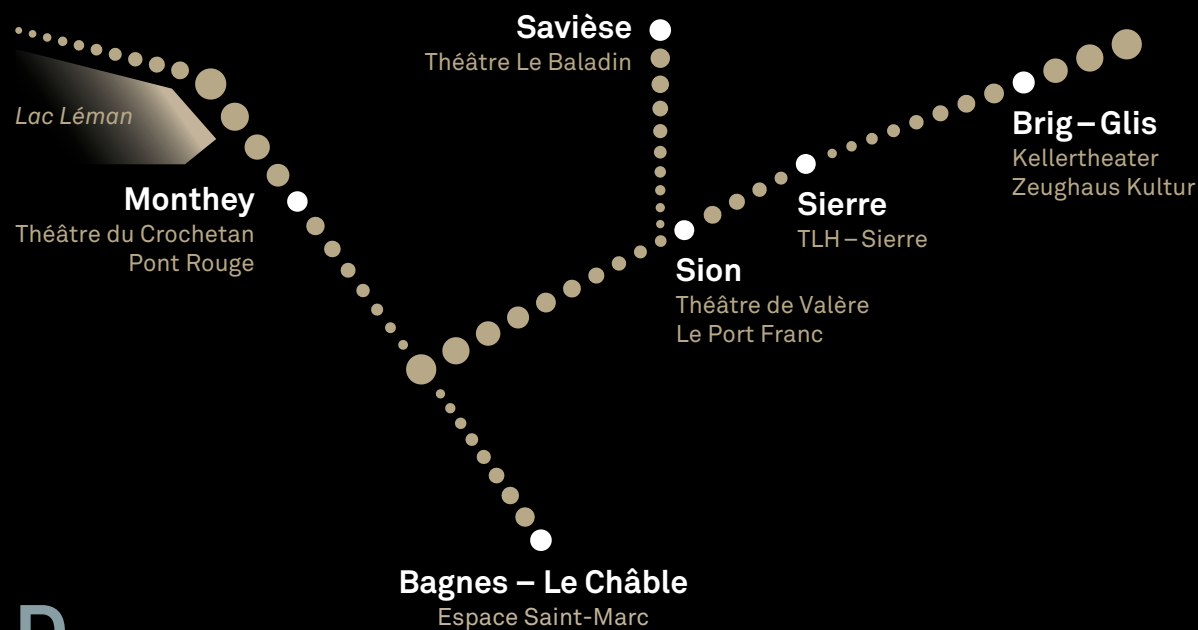 Savièse
Théâtre Le Baladin
Lac Léman
Brig – Glis
Kellertheater
Zeughaus Kultur
Monthey
Théâtre du Crochetan
Pont Rouge
Sierre
TLH – Sierre
Sion
Théâtre de Valère
Le Port Franc
Bagnes – Le Châble
Espace Saint-Marc